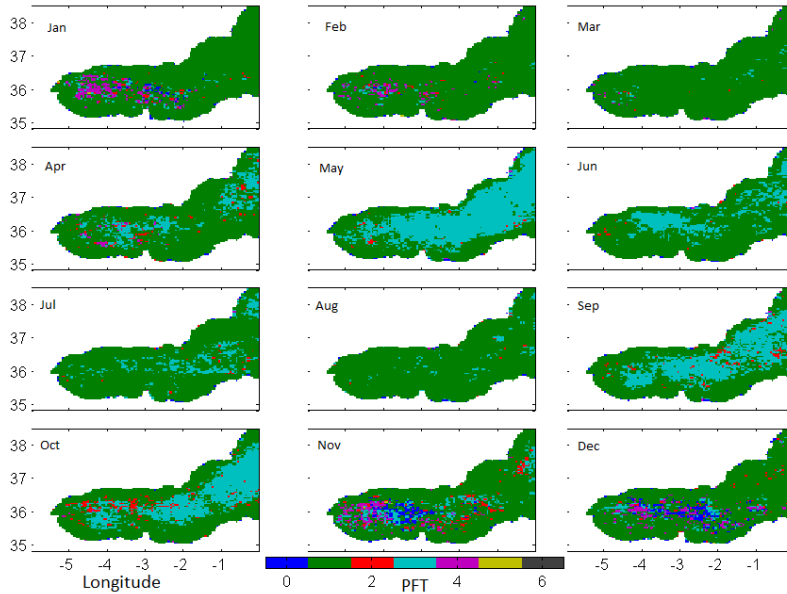 38
37
36
35
Jan
Feb
Mar
38
37
36
35
Apr
May
Jun
38
37
36
35
Jul
Aug
Sep
38
37
36
35
Oct
Nov
Dec
-5 -4 -3 -2 -1
0 2 4 6
-5 -4 -3 -2 -1 0
Longitude
PFT